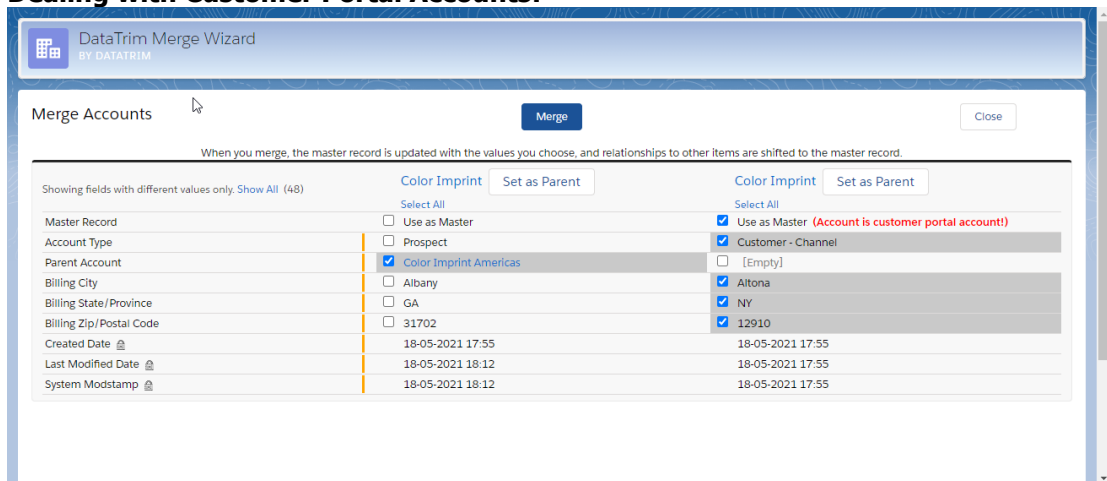 Dealing with Customer Portal Accounts:
DataTrim Merge Wizard
BY DATATRIM
Merge Accounts
Merge
Close
When you merge, the master record is updated with the values you choose, and relationships to other items are shifted to the master record.
Showing fields with different values only. Show All (48)
Color Imprint Set as Parent Color Imprint Set as Parent
Select All Select All
Master Record Use as Master Use as Master (Account is customer portal account!)
Account Type Prospect Customer - Channel
Parent Account Color Imprint Americas [Empty]
Billing City Albany Altona
Billing State/Province GA NY
Billing Zip/Postal Code 31702 12910
Created Date 18-05-2021 17:55 18-05-2021 17:55
Last Modified Date 18-05-2021 18:12 18-05-2021 17:55
System Modstamp 18-05-2021 18:12 18-05-2021 17:55